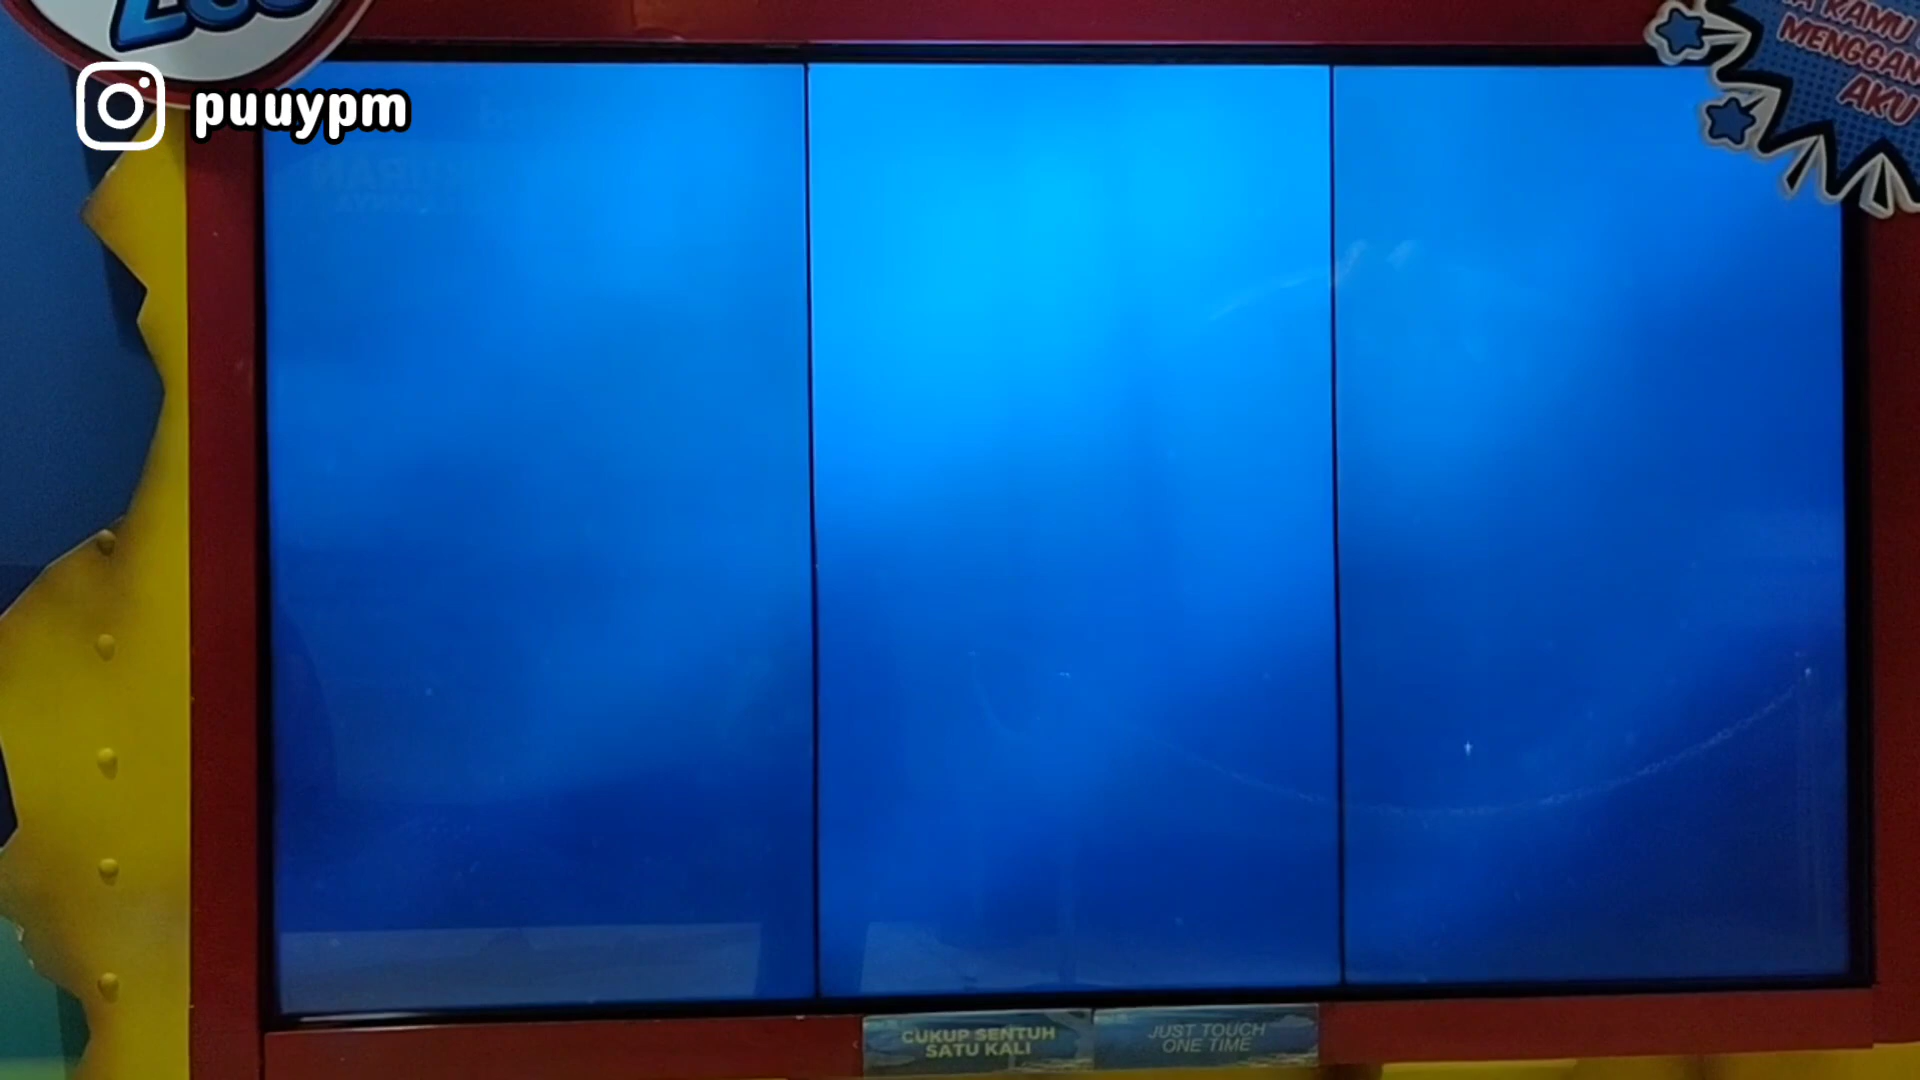 puuypm
KAMU
MENGGAN
AKU
CUKUP SENTUH
SATU KALI
JUST TOUCH
ONE TIME